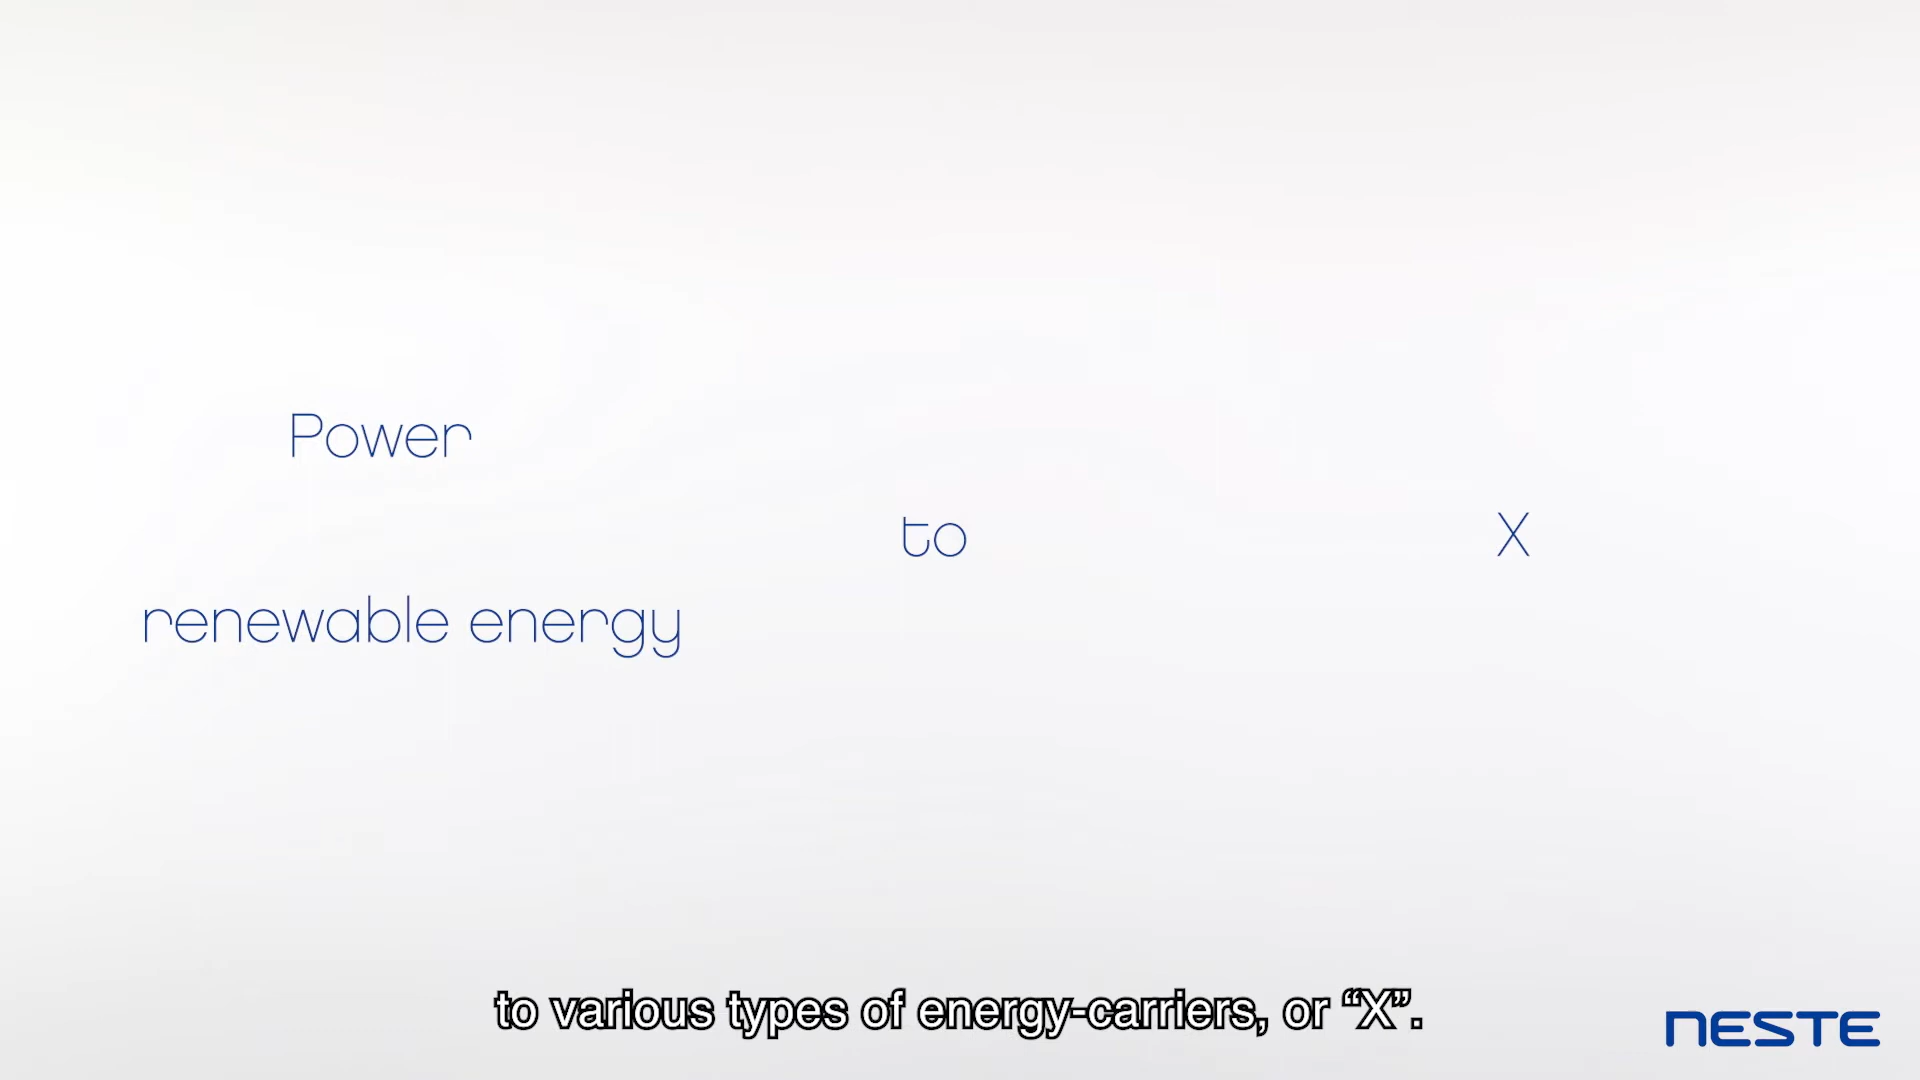 Power
to
X
renewable energy
to various types of energy-carriers, or “X”.
NESTE